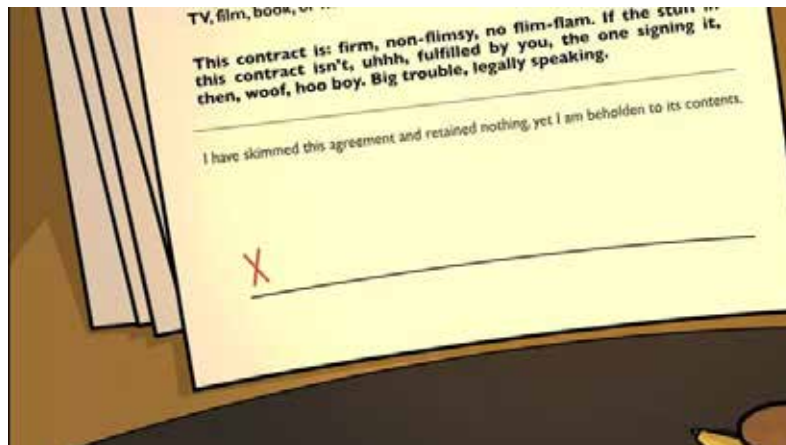 TV, film, book, or
This contract is: firm, non-flimsy, no flim-flam. If the stuff in
this contract isn't, uhhh, fulfilled by you, the one signing it,
then, woof, hoo boy. Big trouble, legally speaking.
I have skimmed this agreement and retained nothing, yet I am beholden to its contents.
X